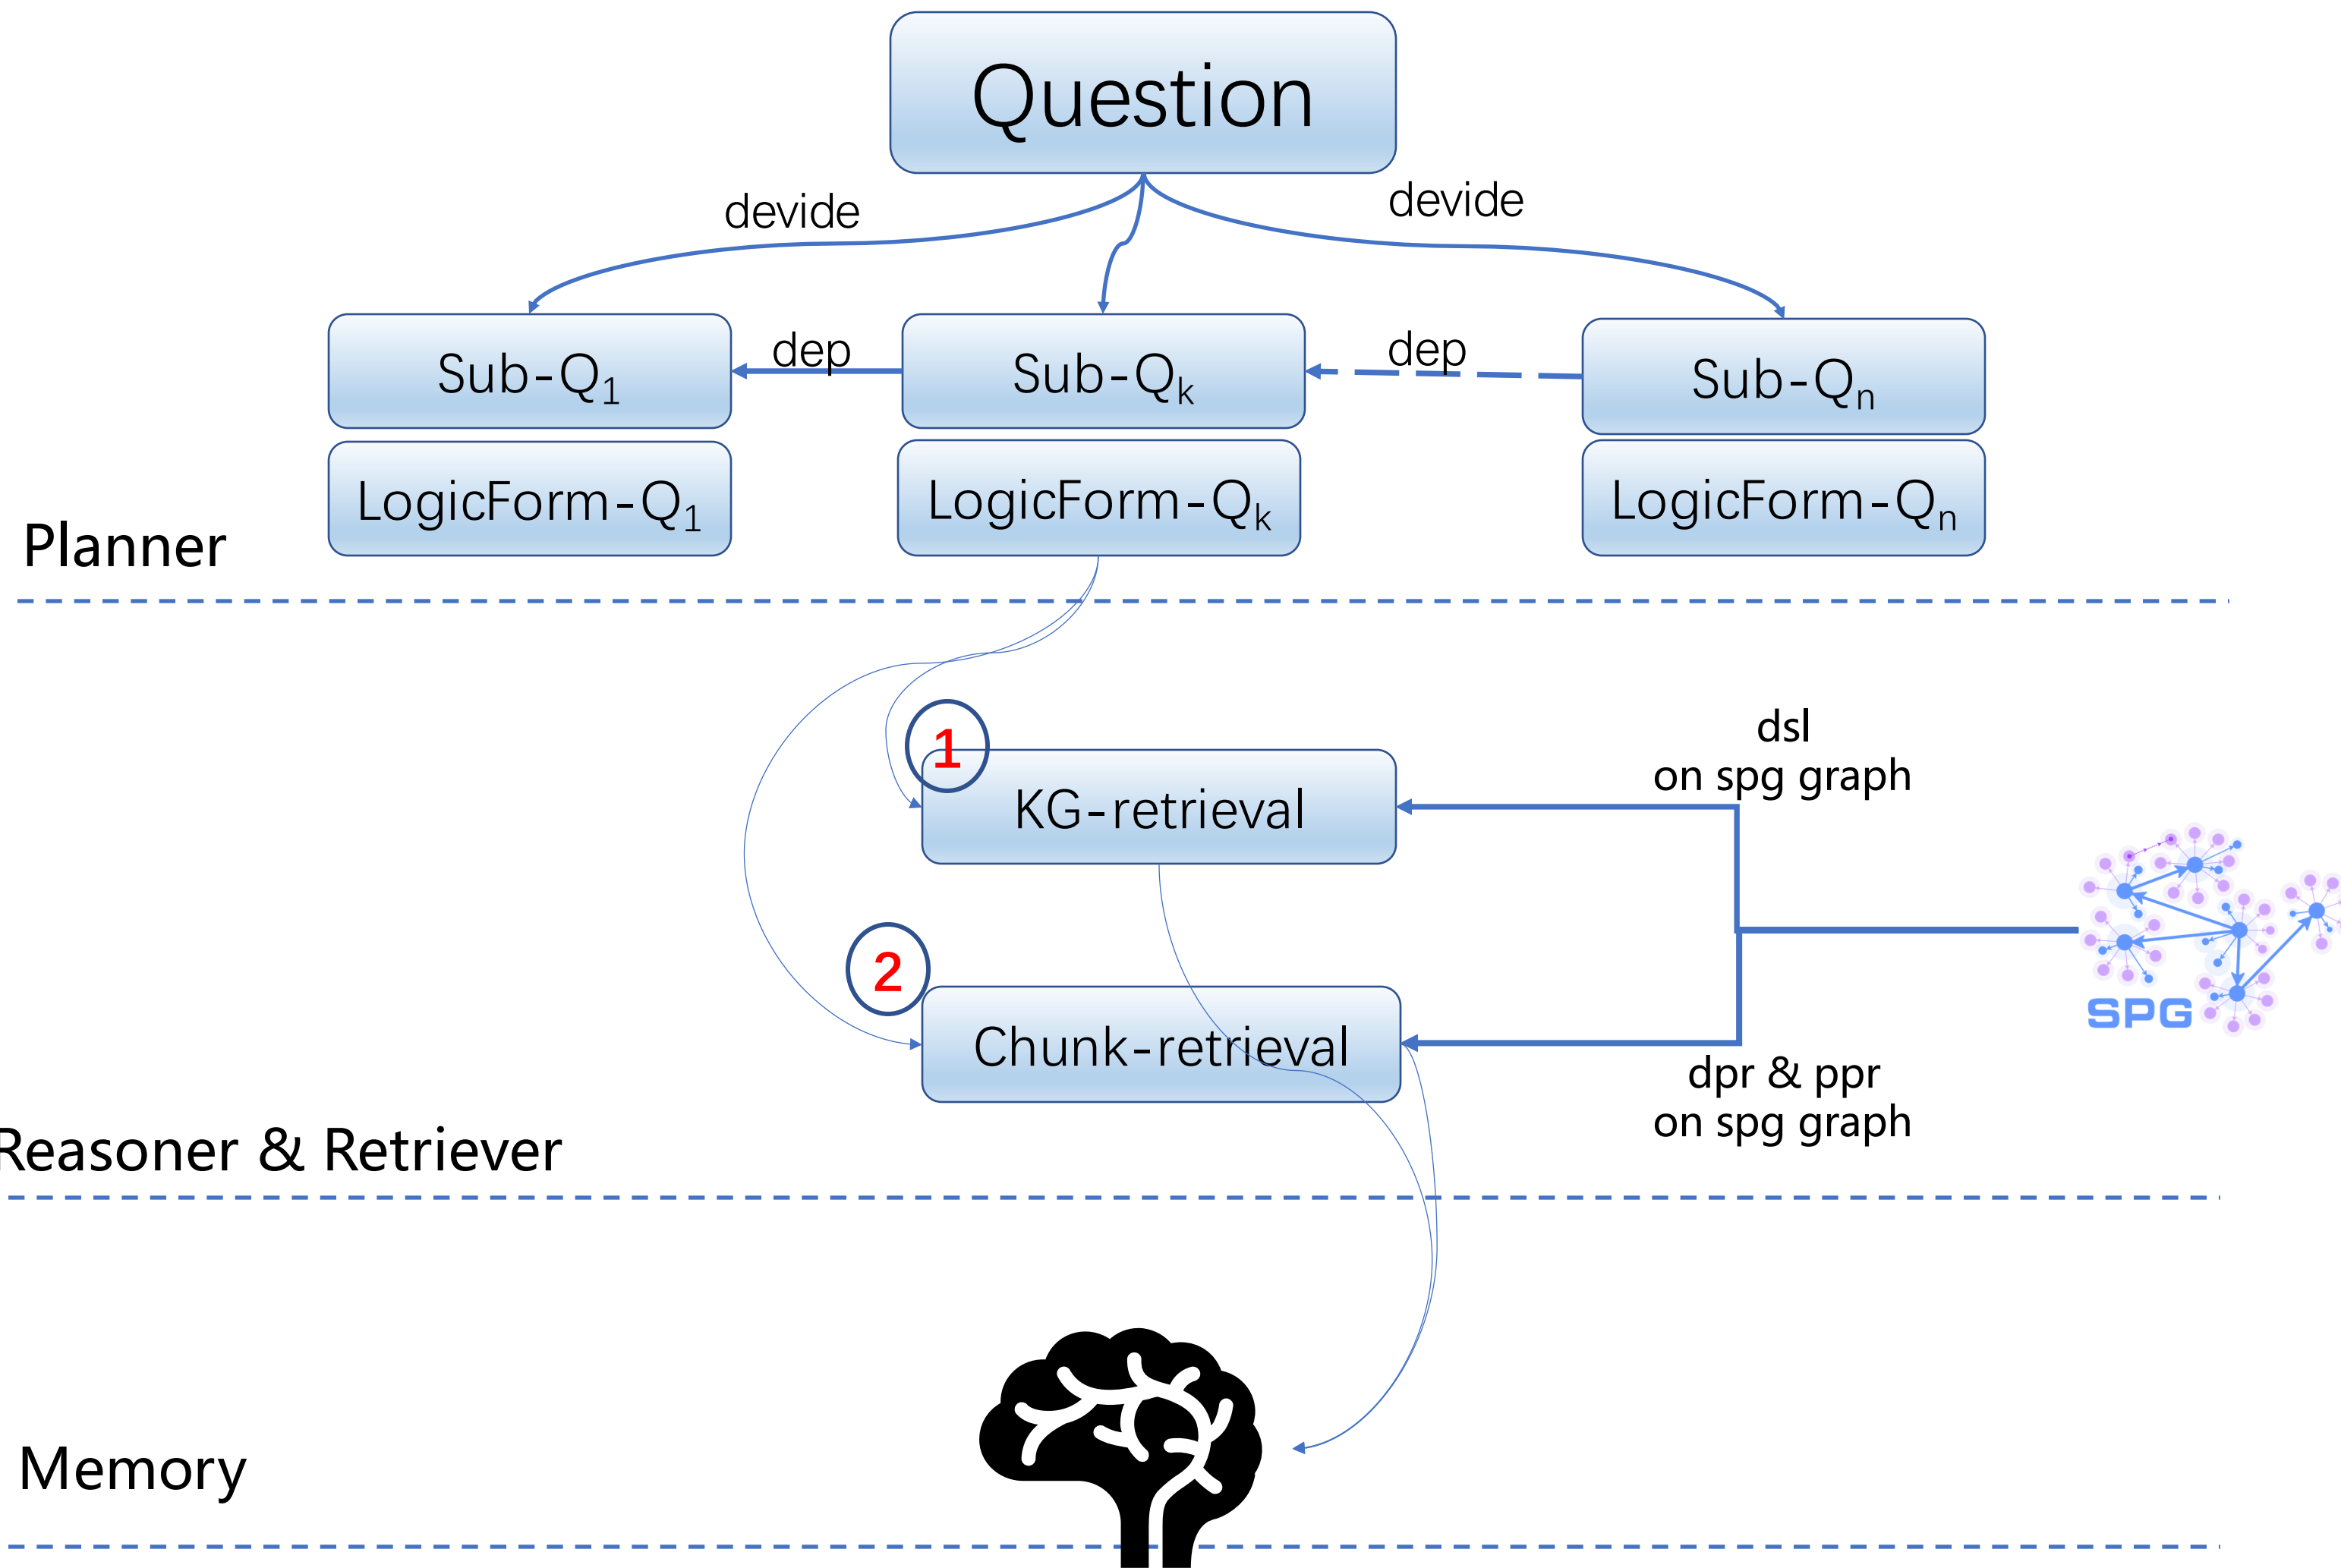 Question
devide
devide
Sub-Q1
dep
Sub-Qk
dep
Sub-Qn
LogicForm-Q1
LogicForm-Qk
LogicForm-Qn
Planner
1
KG-retrieval
dsl
on spg graph
2
Chunk-retrieval
SPG
dpr & ppr
on spg graph
Reasoner & Retriever
Memory